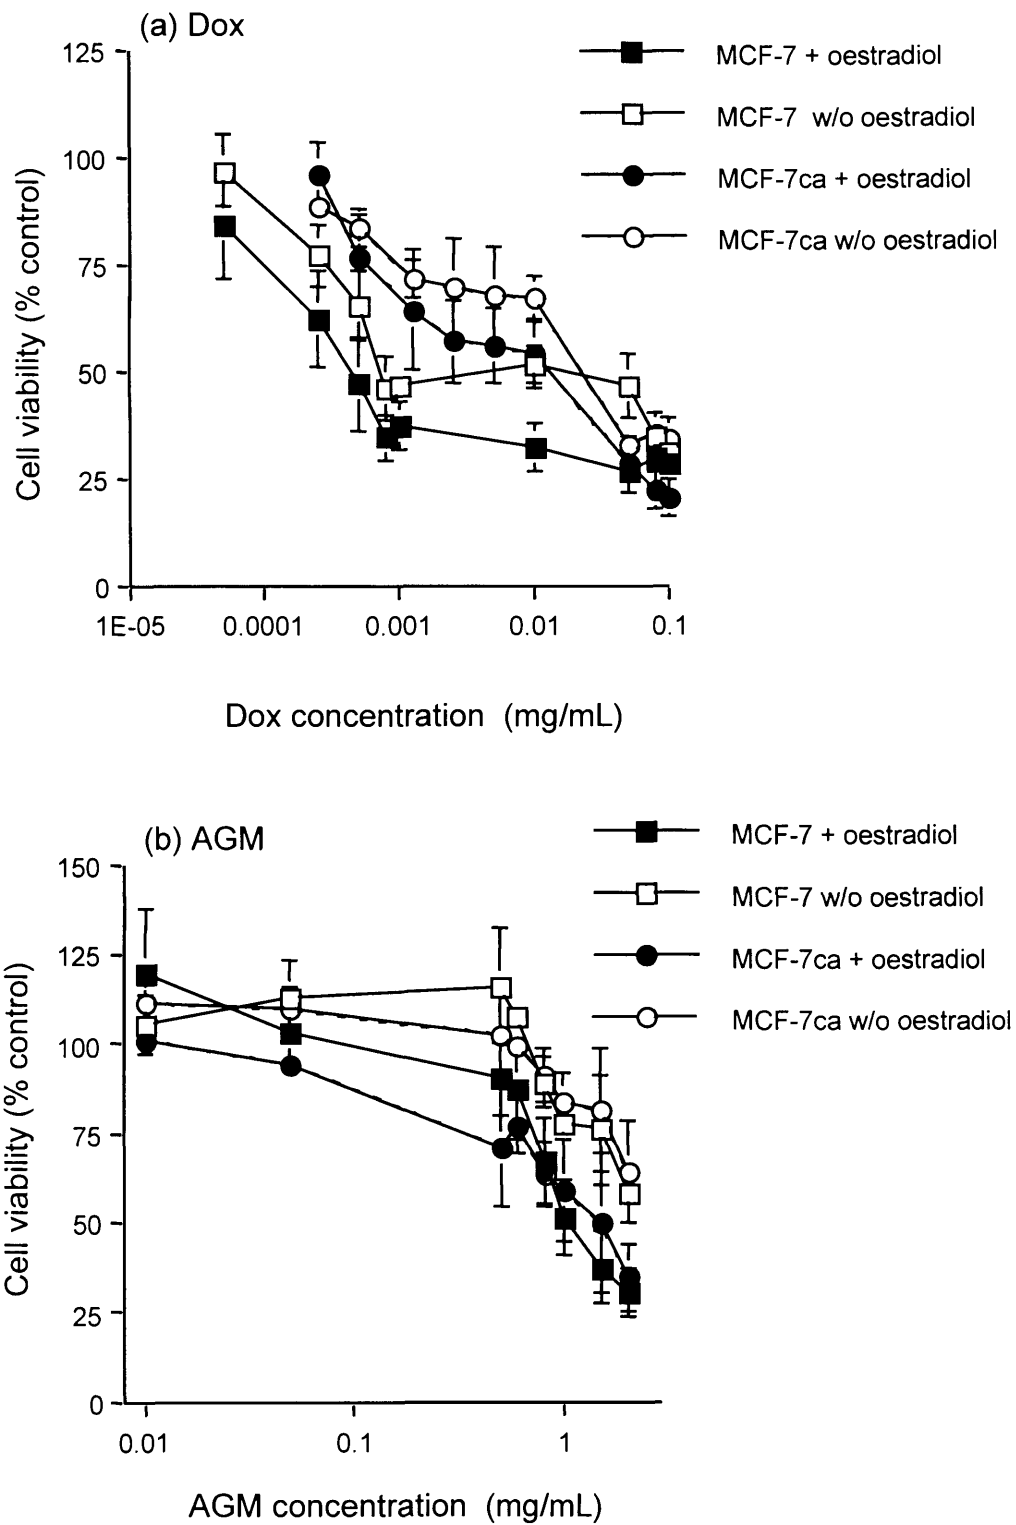 (a) Dox
MCF-7 + oestradiol
MCF-7 w/o oestradiol
MCF-7ca + oestradiol
MCF-7ca w/o oestradiol
Cell viability (% control)
125
100
75
50
25
0
1E-05 0.0001 0.001 0.01 0.1
Dox concentration (mg/mL)
(b) AGM
MCF-7 + oestradiol
MCF-7 w/o oestradiol
MCF-7ca + oestradiol
MCF-7ca w/o oestradiol
Cell viability (% control)
150
125
100
75
50
25
0
0.01 0.1 1
AGM concentration (mg/mL)